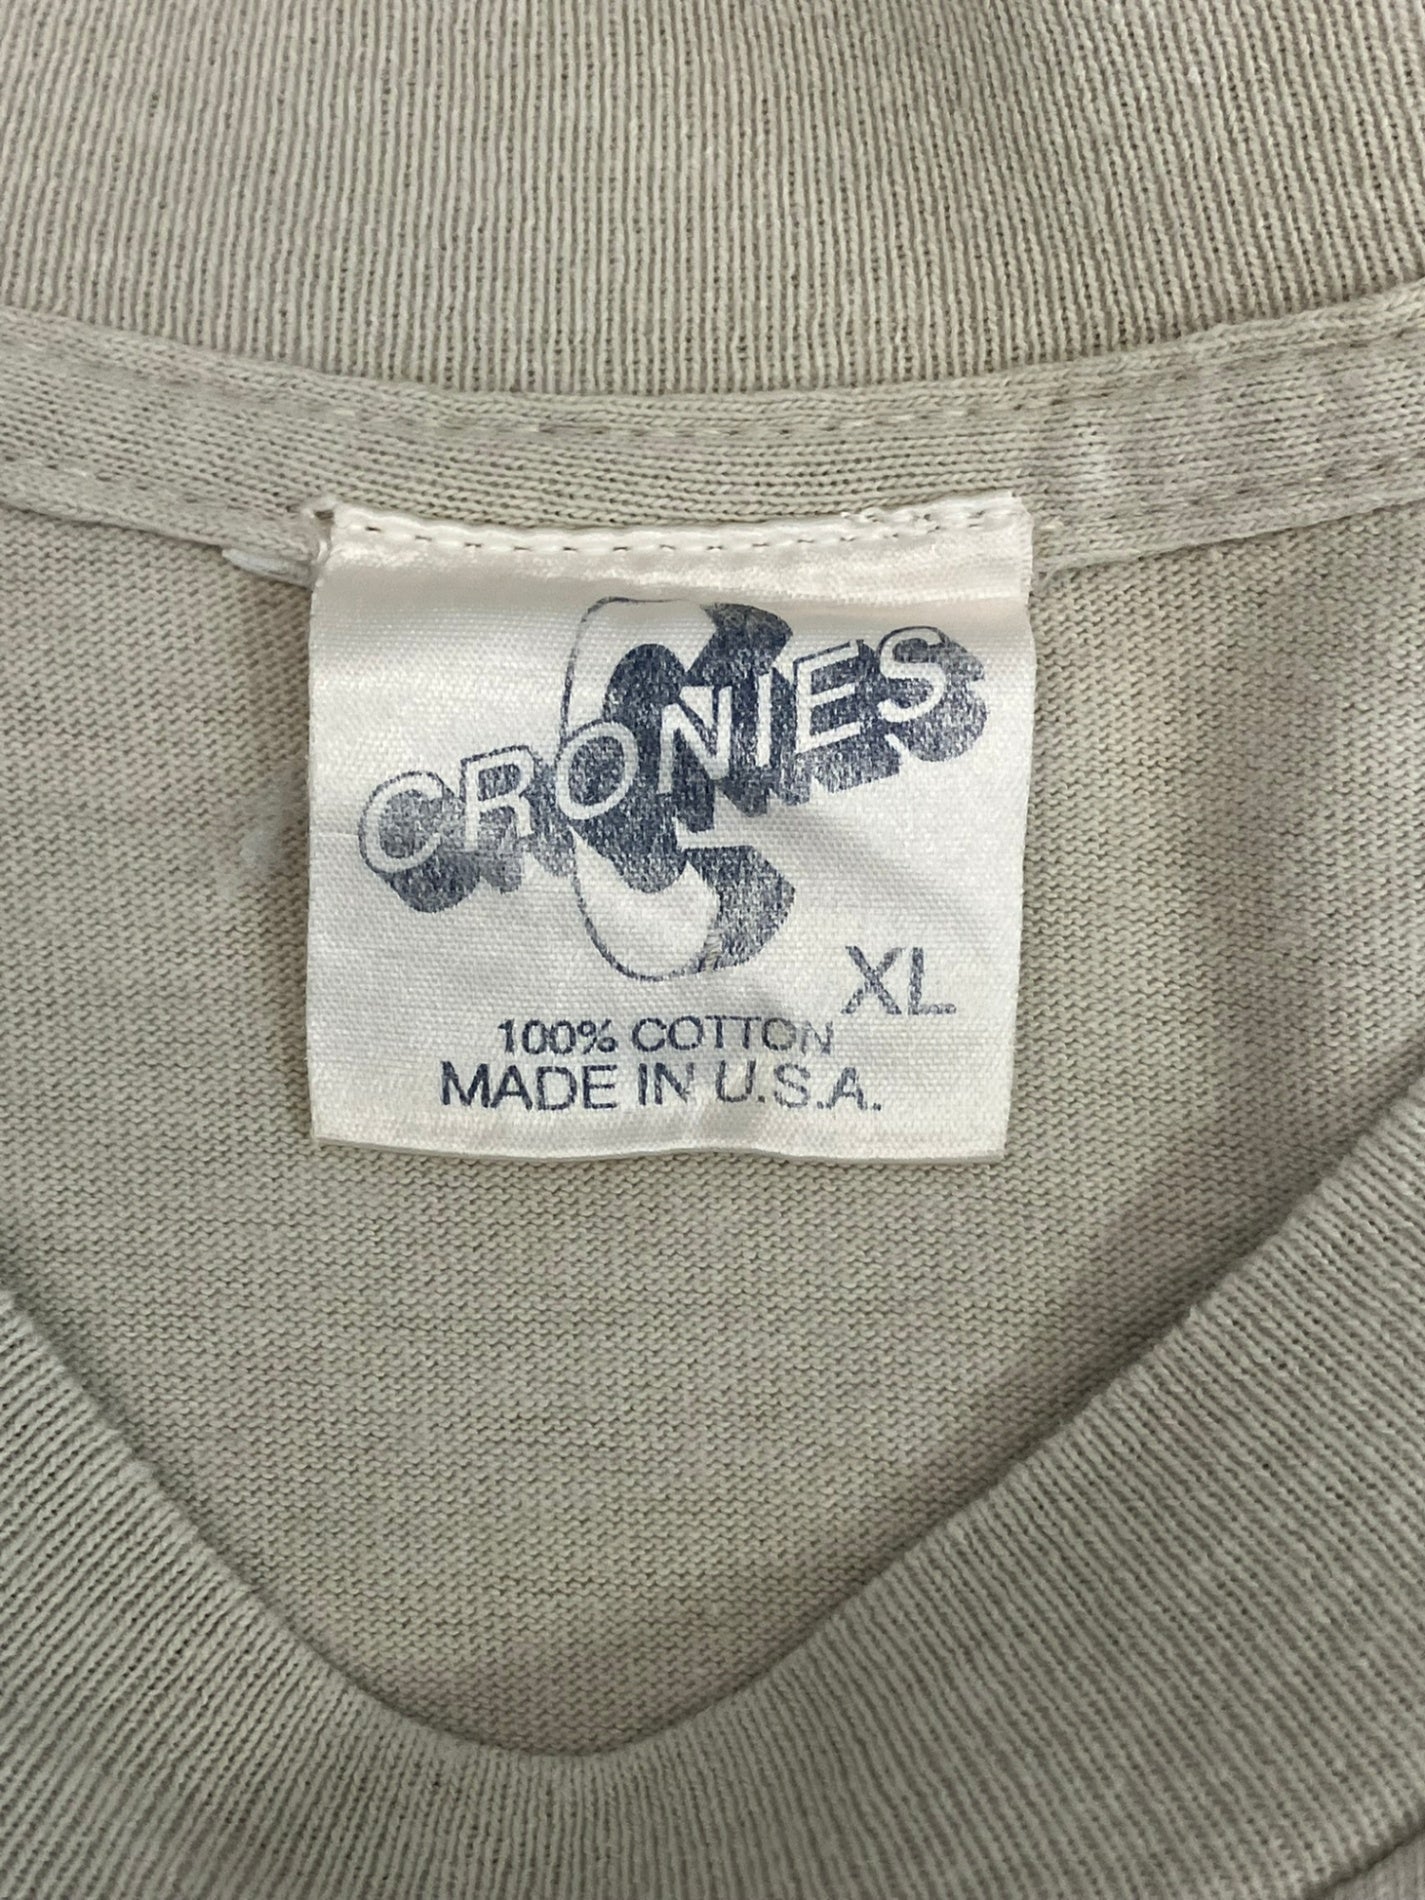 CRONIES
XL
100% COTTON
MADE IN U.S.A.